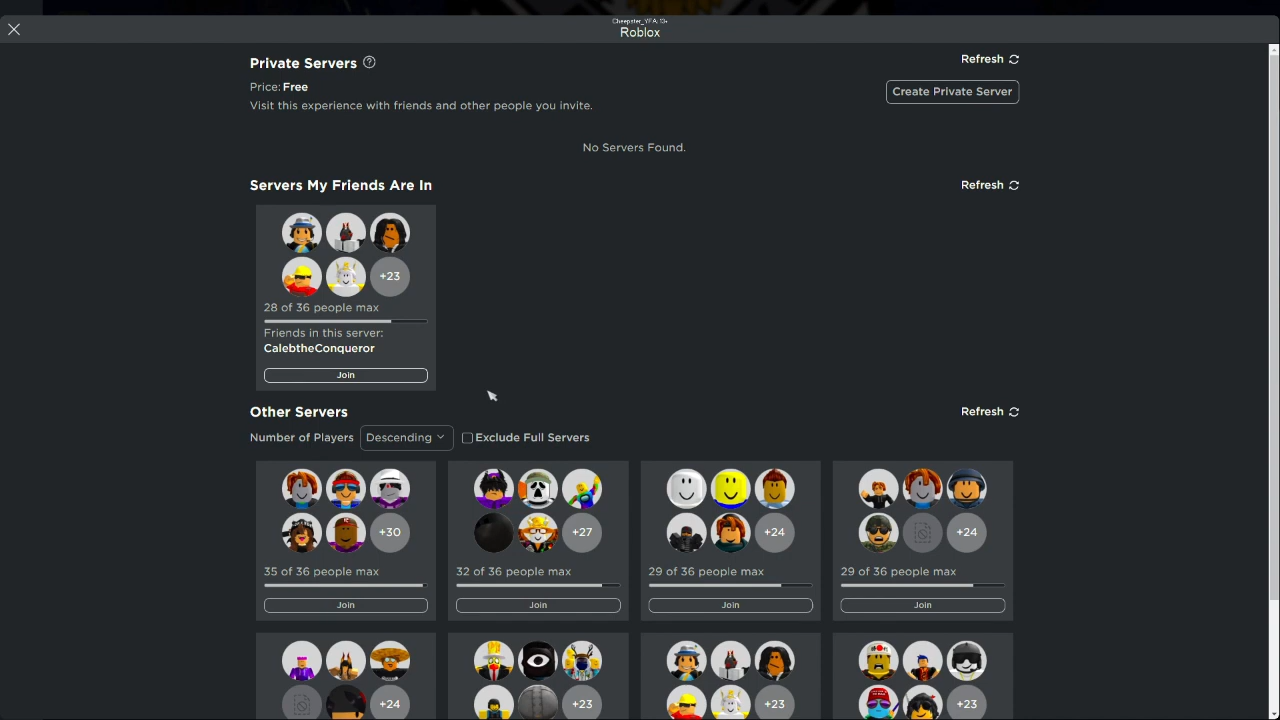 Cheepster_YFA: 13+
Roblox
Private Servers
Refresh
Price: Free
Create Private Server
Visit this experience with friends and other people you invite.
No Servers Found.
Servers My Friends Are In
Refresh
+23
28 of 36 people max
Friends in this server:
CalebtheConqueror
Join
Other Servers
Refresh
Number of Players
Descending
Exclude Full Servers
+30
+27
+24
+24
35 of 36 people max
32 of 36 people max
29 of 36 people max
29 of 36 people max
Join
Join
Join
Join
+24
+23
+23
+23